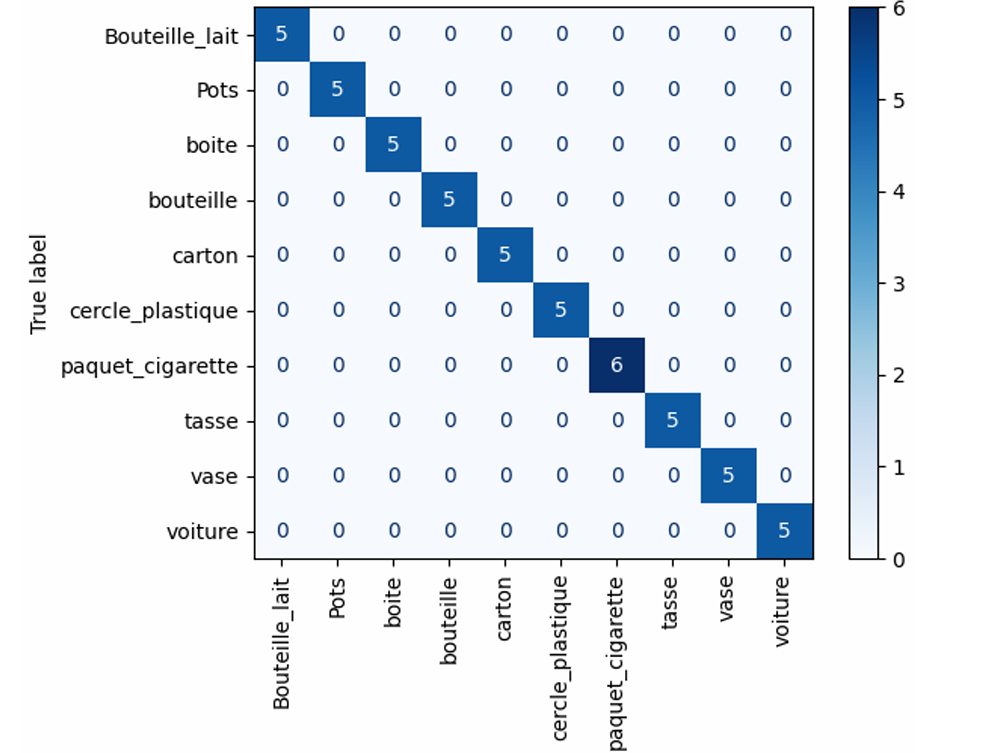 Bouteille_lait 5 0 0 0 0 0 0 0 0 0
Pots 0 5 0 0 0 0 0 0 0 0
boite 0 0 5 0 0 0 0 0 0 0
bouteille 0 0 0 5 0 0 0 0 0 0
carton 0 0 0 0 5 0 0 0 0 0
cercle_plastique 0 0 0 0 0 5 0 0 0 0
paquet_cigarette 0 0 0 0 0 0 6 0 0 0
tasse 0 0 0 0 0 0 0 5 0 0
vase 0 0 0 0 0 0 0 0 5 0
voiture 0 0 0 0 0 0 0 0 0 5
True label
Bouteille_lait
Pots
boite
bouteille
carton
cercle_plastique
paquet_cigarette
tasse
vase
voiture
6
5
4
3
2
1
0